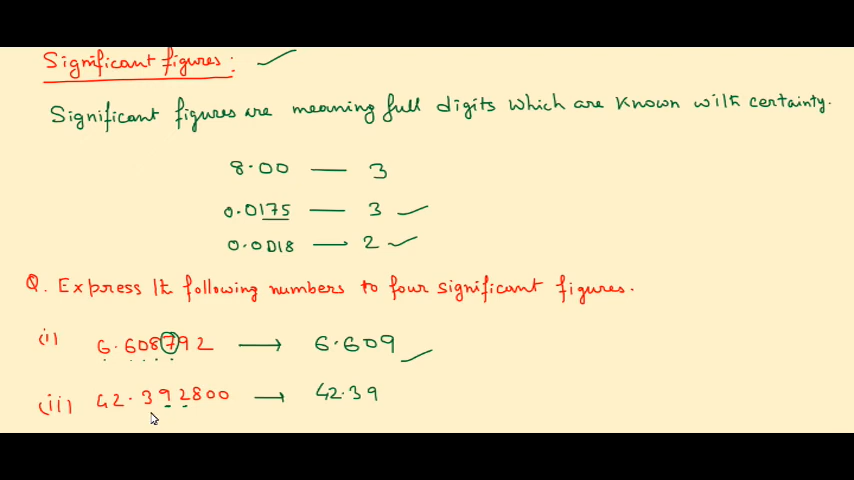 Significant figures :
Significant figures are meaning full digits which are known with certainty.
8.00 — 3
0.0175 — 3
0.0018 → 2
Q. Express the following numbers to four significant figures.
(i) 6.608792 → 6.609
(ii) 42.392800 → 42.39